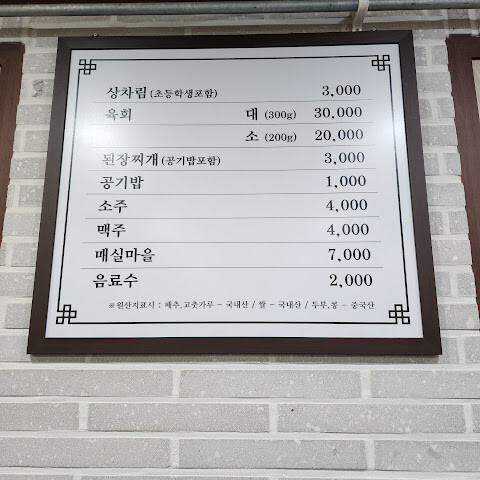 상차림(초등학생포함) 3,000
육회 대 (300g) 30,000
소 (200g) 20,000
된장찌개(공기밥포함) 3,000
공기밥 1,000
소주 4,000
맥주 4,000
매실마을 7,000
음료수 2,000
※원산지표시 : 배추,고춧가루 - 국내산 / 쌀 - 국내산 / 두부,콩 - 중국산